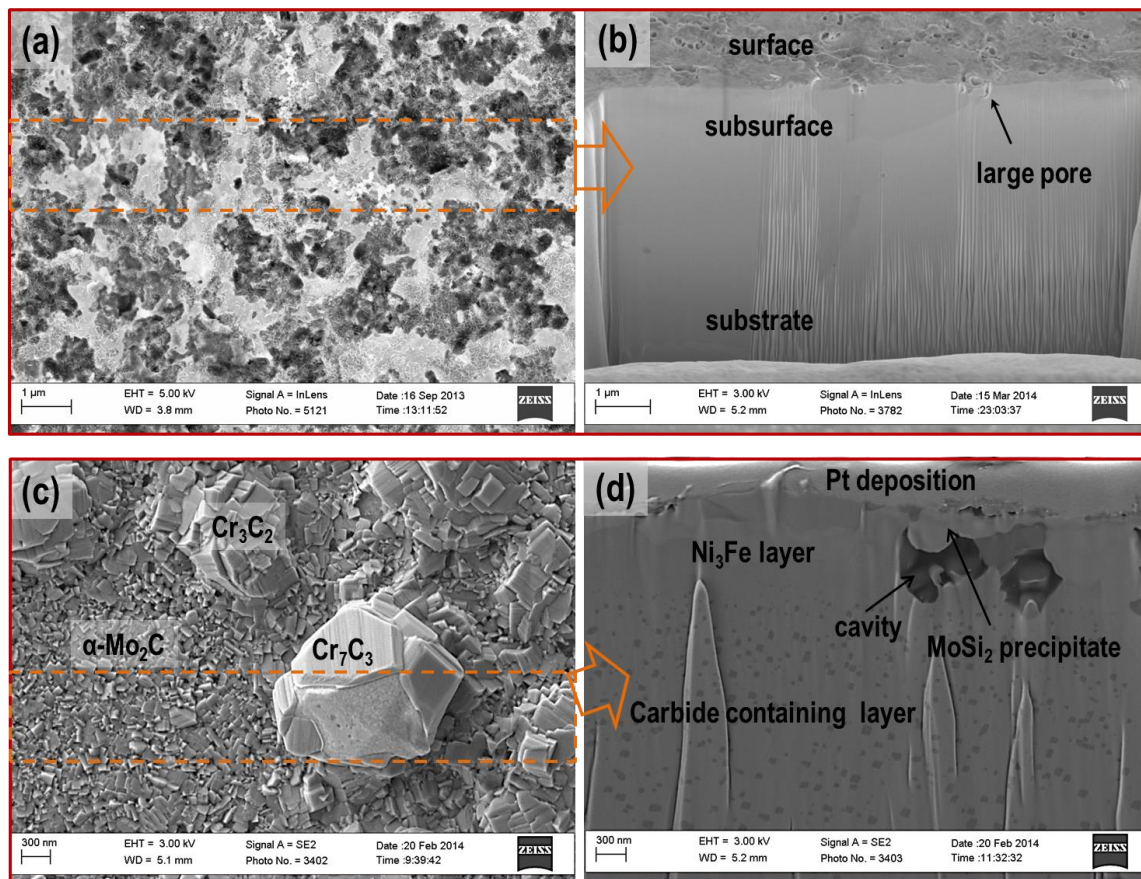 (a)
1 µm
EHT = 5.00 kV
WD = 3.8 mm
Signal A = InLens
Photo No. = 5121
Date :16 Sep 2013
Time :13:11:52
ZEISS
(b)
surface
subsurface
large pore
substrate
1 µm
EHT = 3.00 kV
WD = 5.2 mm
Signal A = InLens
Photo No. = 3782
Date :15 Mar 2014
Time :23:03:37
ZEISS
(c)
Cr₃C₂
α-Mo₂C
Cr₇C₃
300 nm
EHT = 3.00 kV
WD = 5.1 mm
Signal A = SE2
Photo No. = 3402
Date :20 Feb 2014
Time :9:39:42
ZEISS
(d)
Pt deposition
Ni₃Fe layer
cavity
MoSi₂ precipitate
Carbide containing layer
300 nm
EHT = 3.00 kV
WD = 5.2 mm
Signal A = SE2
Photo No. = 3403
Date :20 Feb 2014
Time :11:32:32
ZEISS